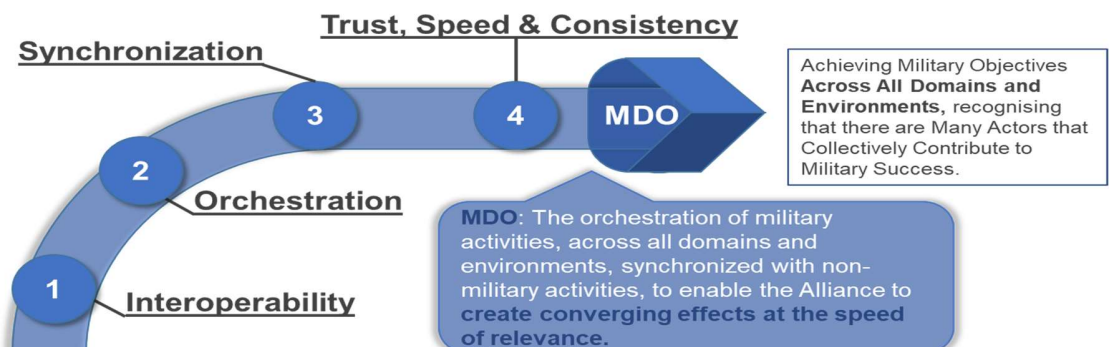 Trust, Speed & Consistency
Synchronization
3
4
MDO
Achieving Military Objectives
Across All Domains and
Environments, recognising
that there are Many Actors that
Collectively Contribute to
Military Success.
2
Orchestration
MDO: The orchestration of military
activities, across all domains and
environments, synchronized with non-
military activities, to enable the Alliance to
create converging effects at the speed
of relevance.
1
Interoperability